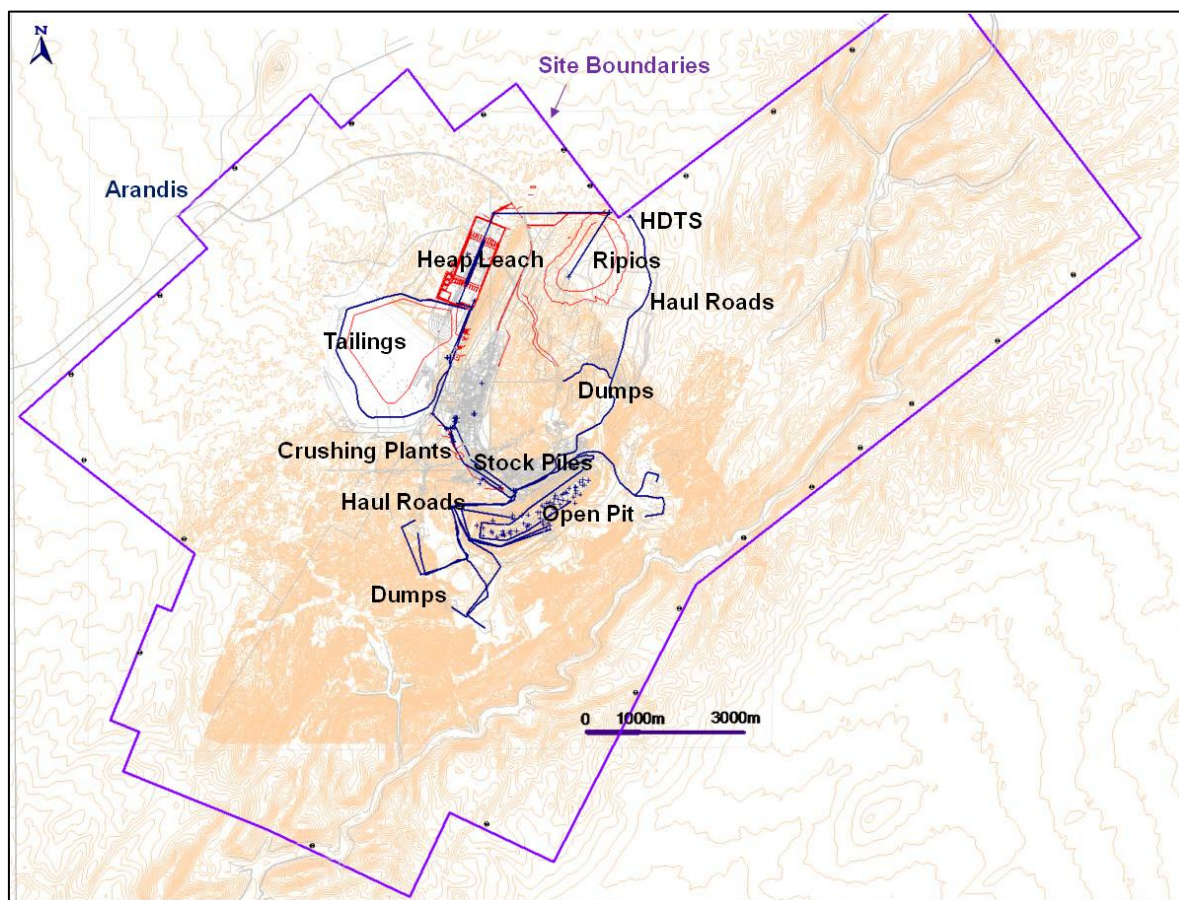 N
Site Boundaries
Arandis
HDTS
Heap Leach
Ripios
Haul Roads
Tailings
Dumps
Crushing Plants
Stock Piles
Haul Roads
Open Pit
Dumps
0 1000m 3000m